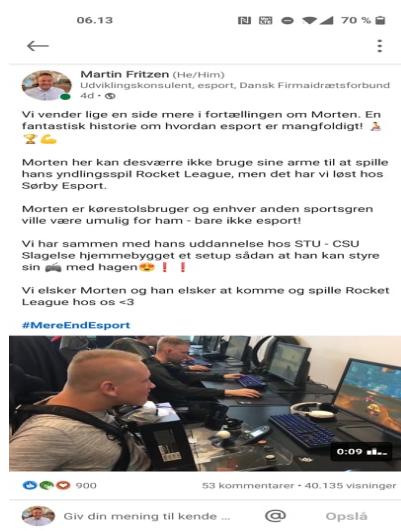 06.13
70 %
Martin Fritzen (He/Him)
Udviklingskonsulent, esport, Dansk Firmaidrætsforbund
4d •
Vi vender lige en side mere i fortællingen om Morten. En
fantastisk historie om hvordan esport er mangfoldigt! 👨‍🦽
🏆💪
Morten her kan desværre ikke bruge sine arme til at spille
hans yndlingsspil Rocket League, men det har vi løst hos
Sørby Esport.
Morten er kørestolsbruger og enhver anden sportsgren
ville være umulig for ham - bare ikke esport!
Vi har sammen med hans uddannelse hos STU - CSU
Slagelse hjemmebygget et setup sådan at han kan styre
sin 🎮 med hagen😍❗❗
Vi elsker Morten og han elsker at komme og spille Rocket
League hos os <3
#MereEndEsport
0:09
900
53 kommentarer • 40.135 visninger
Giv din mening til kende ...
@
Opslå